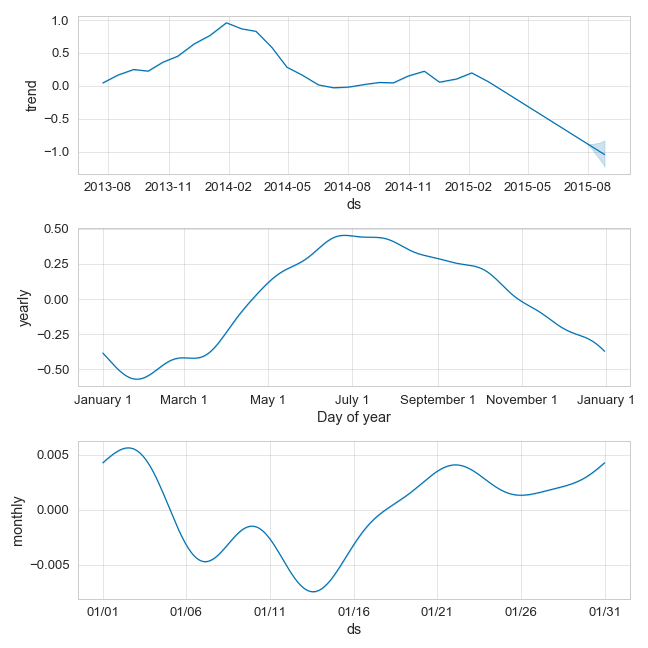 1.0
0.5
0.0
−0.5
−1.0
trend
2013-08 2013-11 2014-02 2014-05 2014-08 2014-11 2015-02 2015-05 2015-08
ds
0.50
0.25
0.00
−0.25
−0.50
yearly
January 1 March 1 May 1 July 1 September 1 November 1 January 1
Day of year
0.005
0.000
−0.005
monthly
01/01 01/06 01/11 01/16 01/21 01/26 01/31
ds